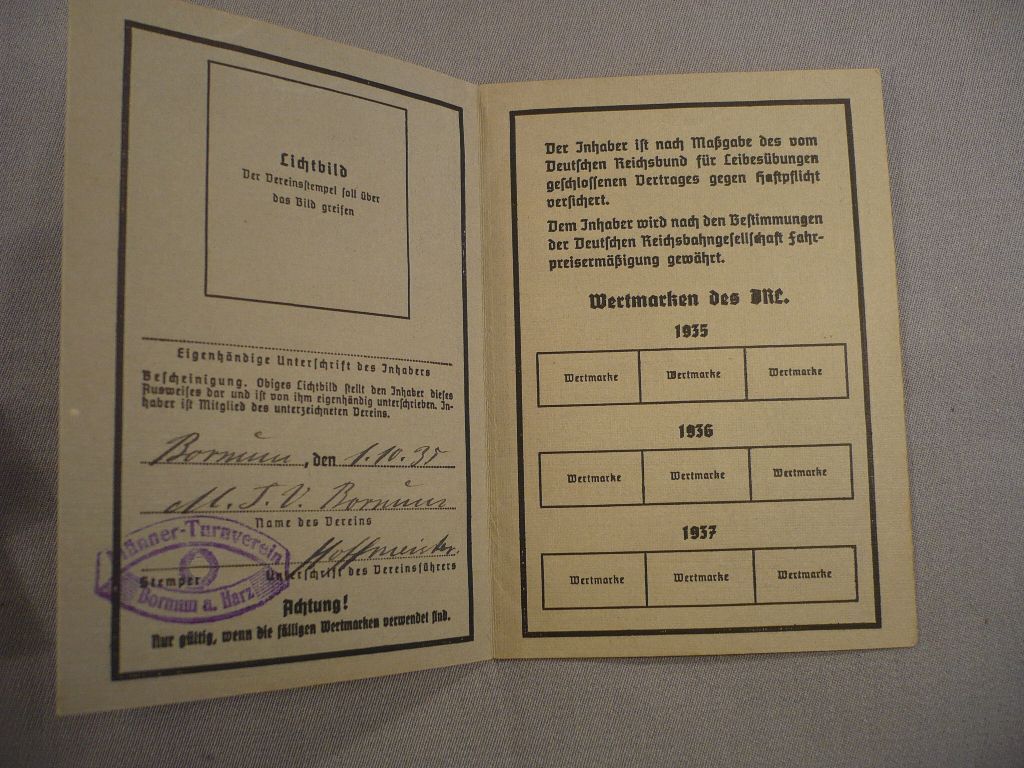 Lichtbild
Der Vereinsstempel soll über
das Bild greifen
Eigenhändige Unterschrift des Inhabers
Bescheinigung. Obiges Lichtbild stellt den Inhaber dieses
Ausweises dar und ist von ihm eigenhändig unterschrieben. In-
haber ist Mitglied des unterzeichneten Vereins.
Bornum, den 1.10.35
M. T. V. Bornum
Name des Vereins
Männer-Turnverein
Hoffmeister
Stempel Unterschrift des Vereinsführers
Bornum a. Harz
Achtung!
Nur gültig, wenn die fälligen Wertmarken verwendet sind.
Der Inhaber ist nach Maßgabe des vom
Deutschen Reichsbund für Leibesübungen
geschlossenen Vertrages gegen Haftpflicht
versichert.
Dem Inhaber wird nach den Bestimmungen
der Deutschen Reichsbahngesellschaft Fahr-
preisermäßigung gewährt.
Wertmarken des DRL.
1935
Wertmarke Wertmarke Wertmarke
1936
Wertmarke Wertmarke Wertmarke
1937
Wertmarke Wertmarke Wertmarke